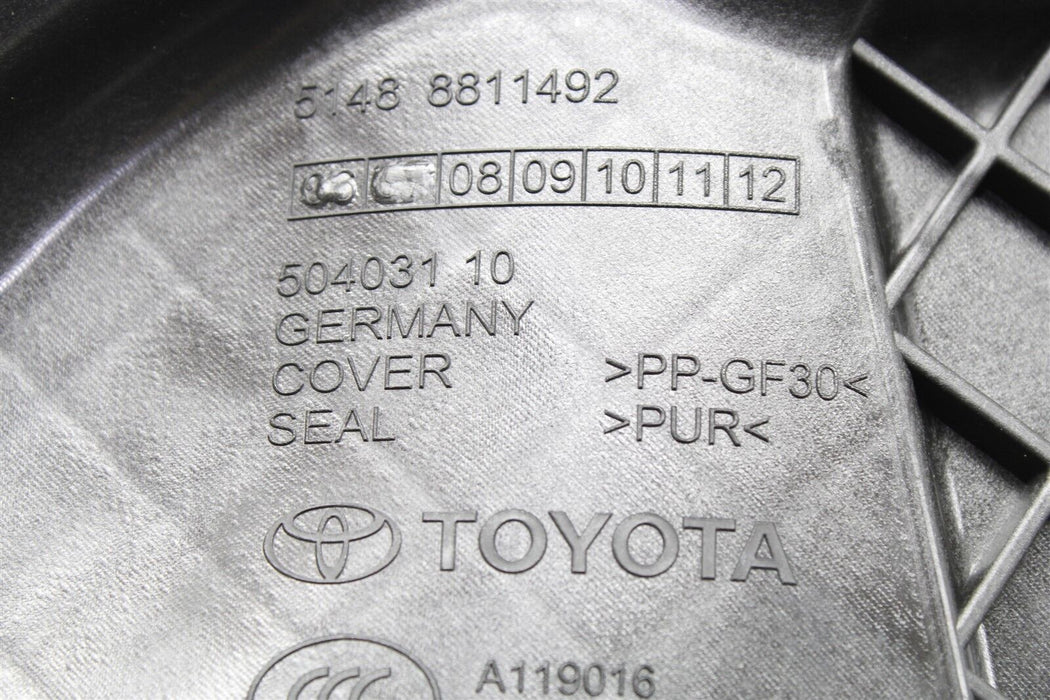 5148 8811492
08 09 10 11 12
504031 10
GERMANY
COVER >PP-GF30<
SEAL >PUR<
TOYOTA
A119016